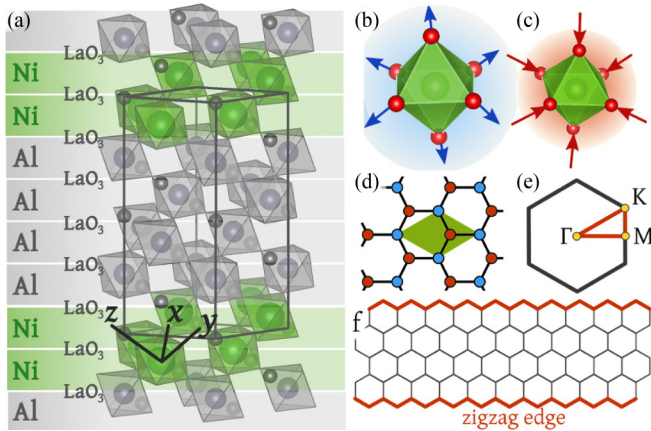 (a)
LaO3
Ni
LaO3
Ni
LaO3
Al
LaO3
Al
LaO3
Al
LaO3
Al
LaO3
Ni
LaO3
Ni
LaO3
Al
z
x
y
(b)
(c)
(d)
(e)
K
Γ
M
f
zigzag edge